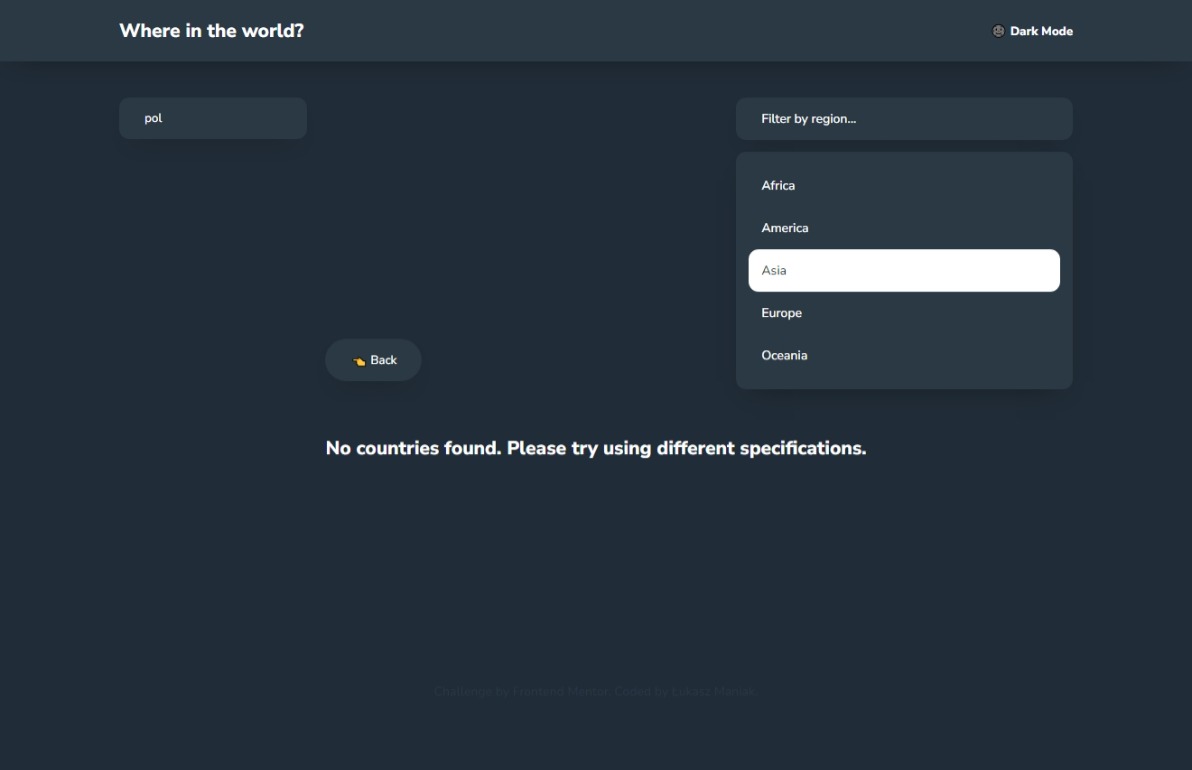 Where in the world?
Dark Mode
pol
Filter by region...
Africa
America
Asia
Europe
Oceania
Back
No countries found. Please try using different specifications.
Challenge by Frontend Mentor. Coded by Łukasz Maniak.